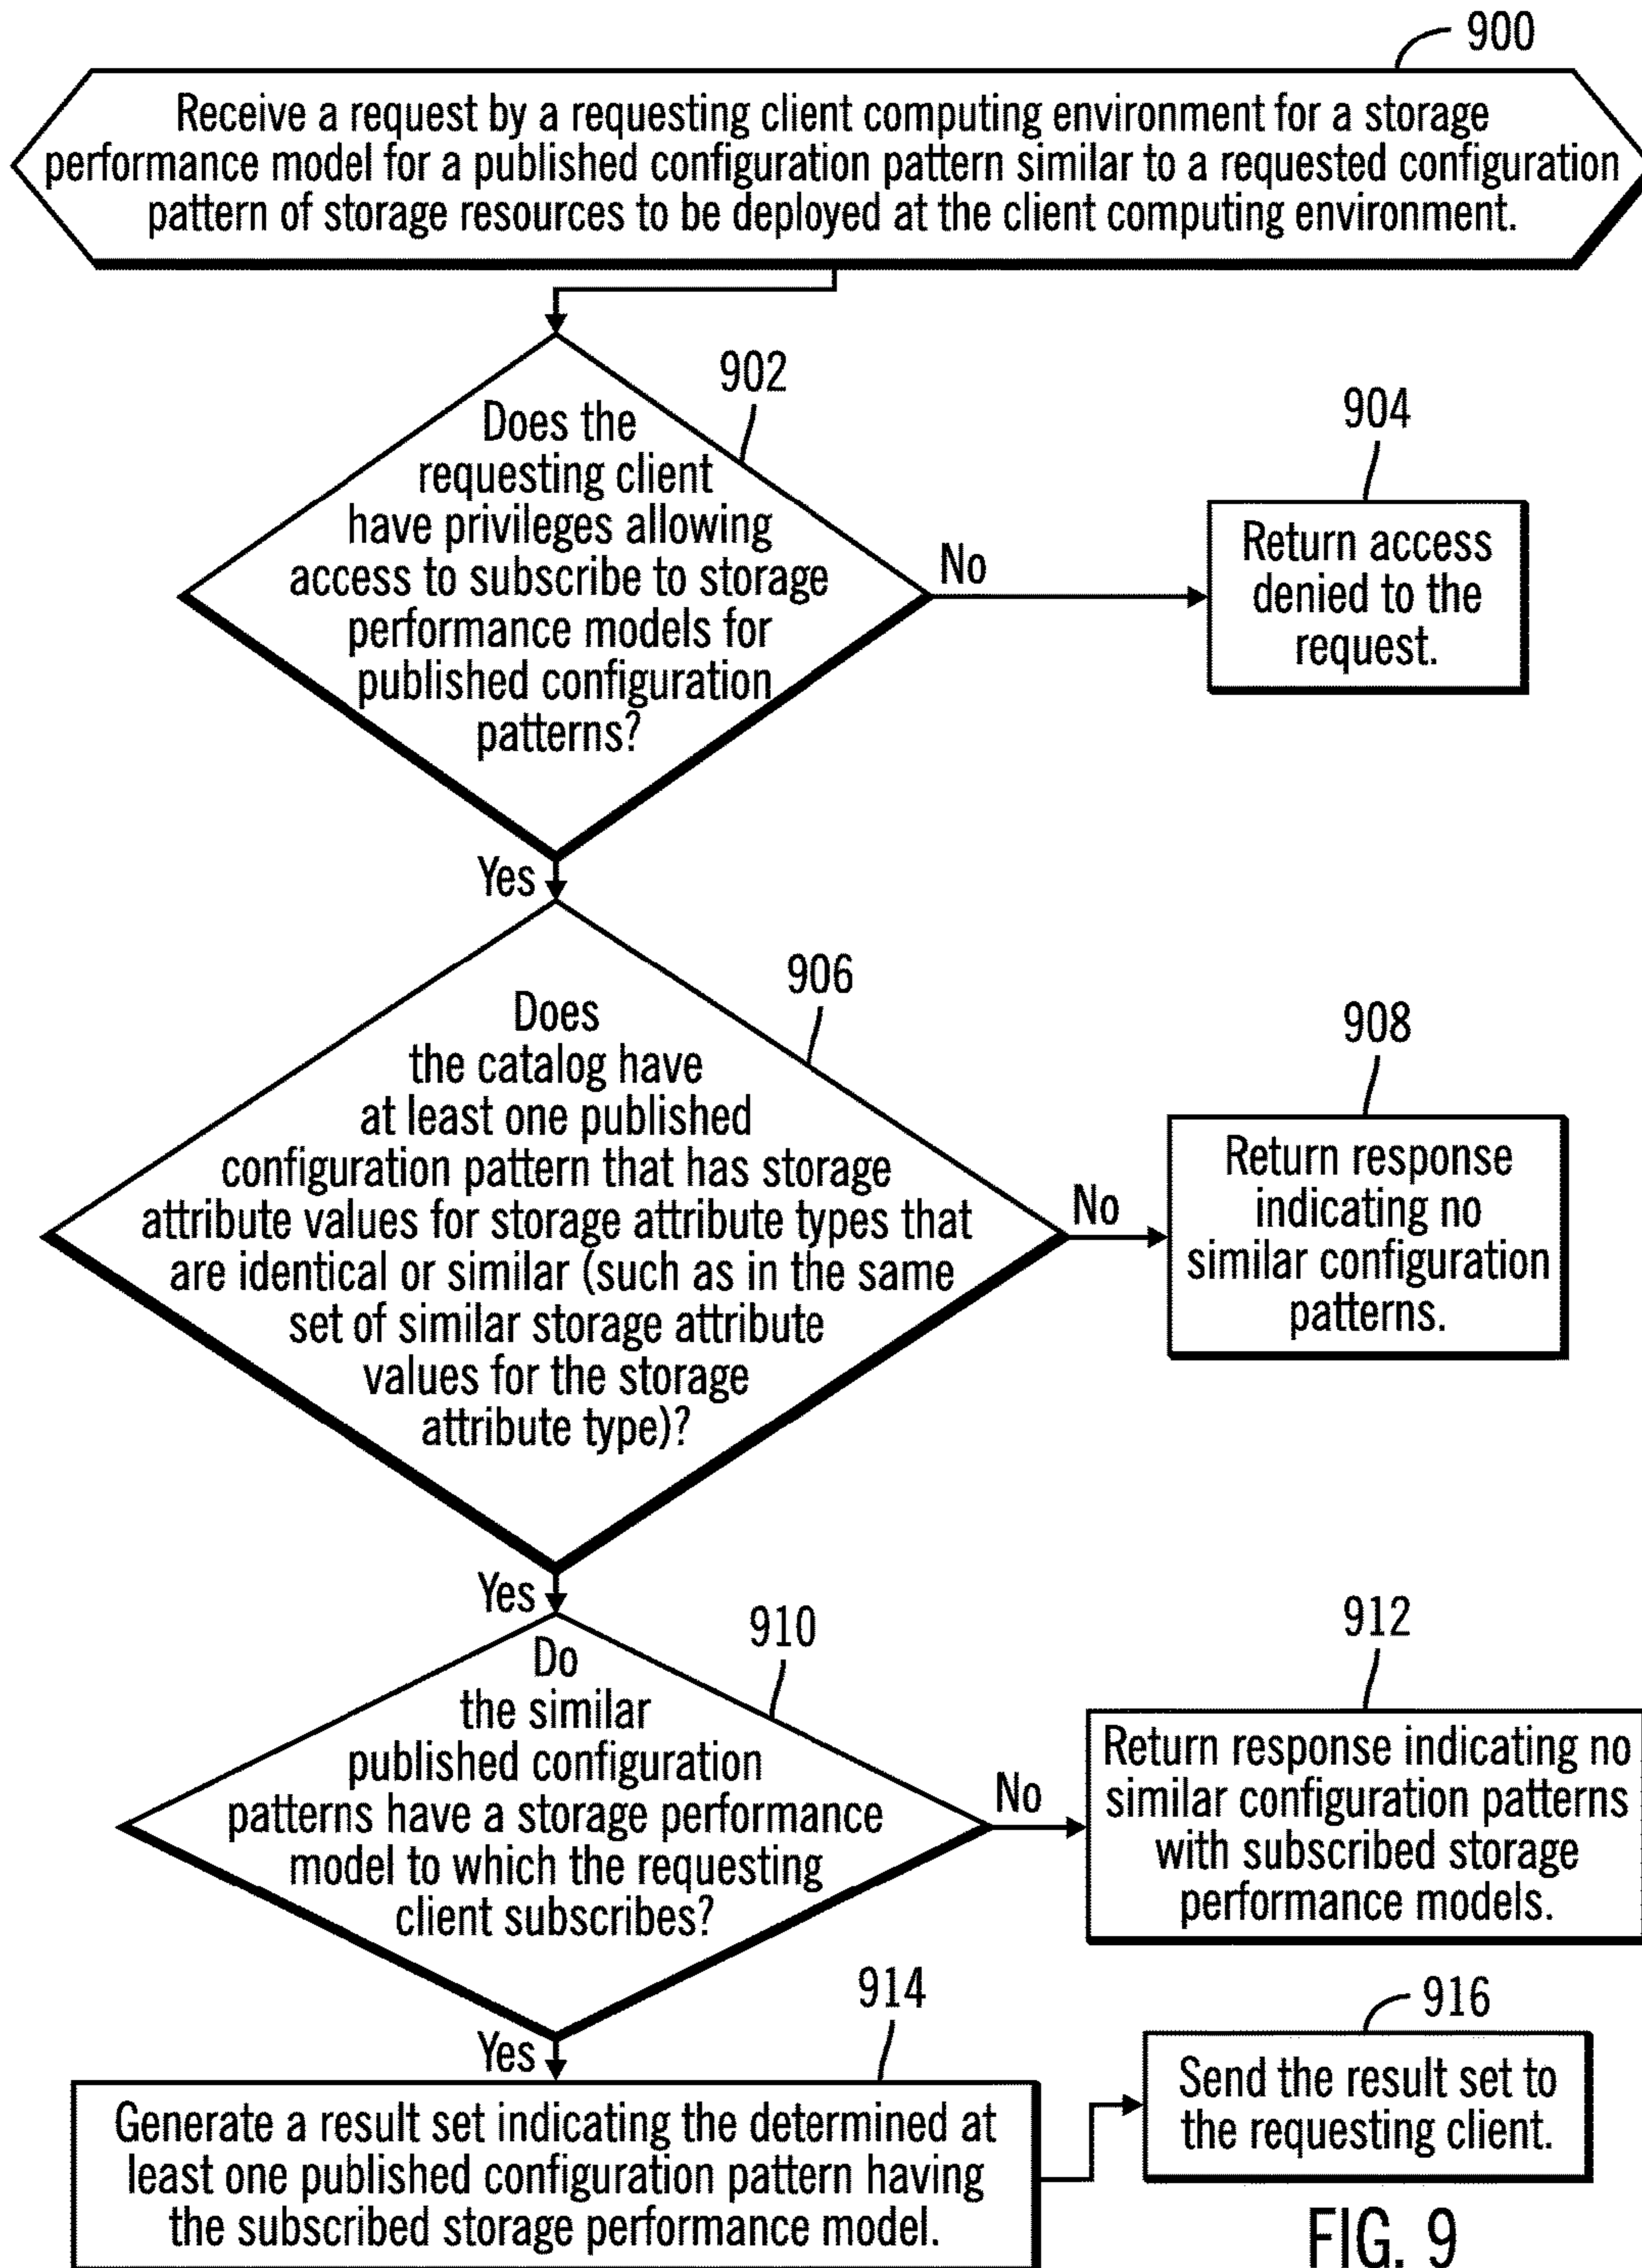 900
Receive a request by a requesting client computing environment for a storage
performance model for a published configuration pattern similar to a requested configuration
pattern of storage resources to be deployed at the client computing environment.
902
Does the
requesting client
have privileges allowing
access to subscribe to storage
performance models for
published configuration
patterns?
No
904
Return access
denied to the
request.
Yes
906
Does
the catalog have
at least one published
configuration pattern that has storage
attribute values for storage attribute types that
are identical or similar (such as in the same
set of similar storage attribute
values for the storage
attribute type)?
No
908
Return response
indicating no
similar configuration
patterns.
Yes
910
Do
the similar
published configuration
patterns have a storage performance
model to which the requesting
client subscribes?
No
912
Return response indicating no
similar configuration patterns
with subscribed storage
performance models.
Yes
914
Generate a result set indicating the determined at
least one published configuration pattern having
the subscribed storage performance model.
916
Send the result set to
the requesting client.
FIG. 9